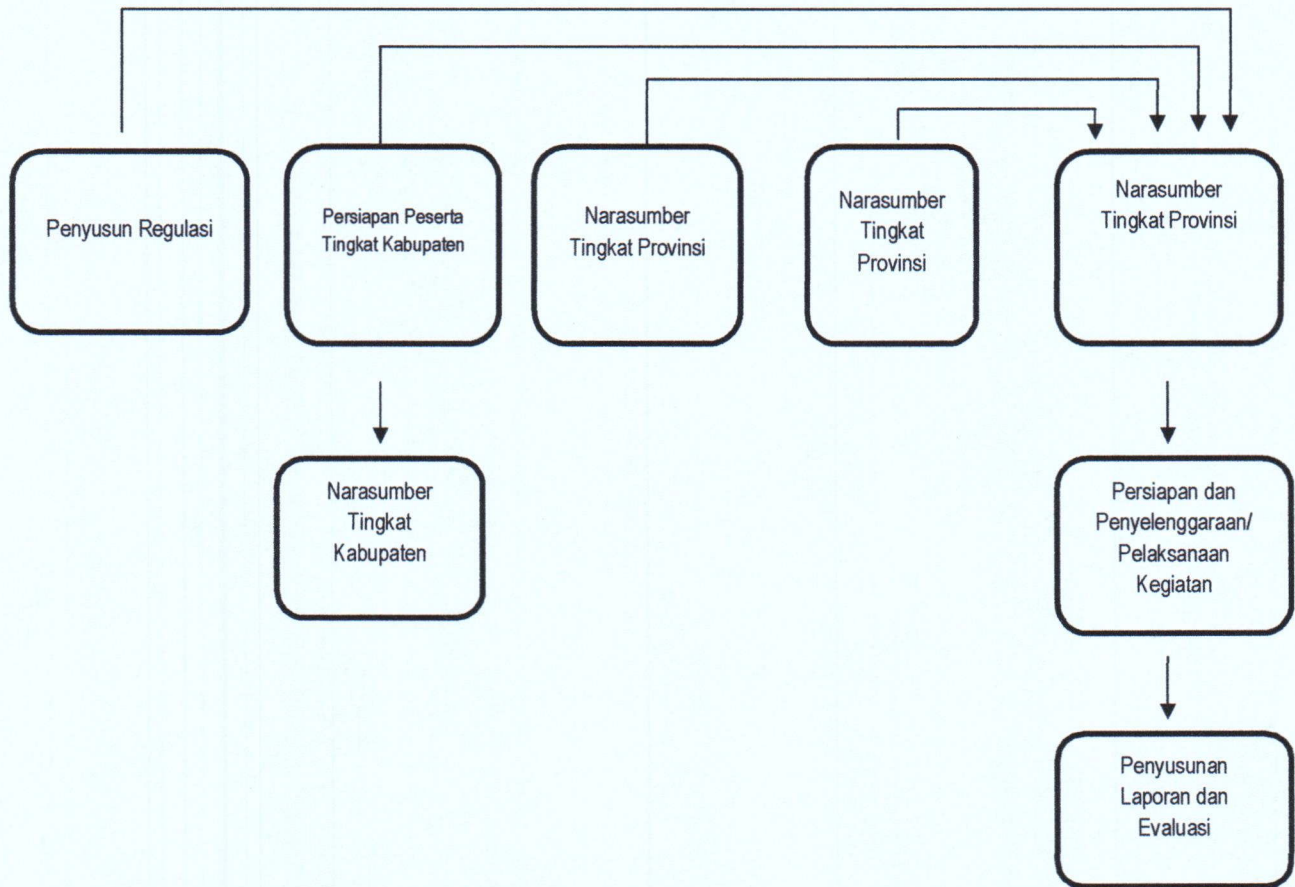 Penyusun Regulasi
Persiapan Peserta
Tingkat Kabupaten
Narasumber
Tingkat Provinsi
Narasumber
Tingkat
Provinsi
Narasumber
Tingkat Provinsi
Narasumber
Tingkat
Kabupaten
Persiapan dan
Penyelenggaraan/
Pelaksanaan
Kegiatan
Penyusunan
Laporan dan
Evaluasi